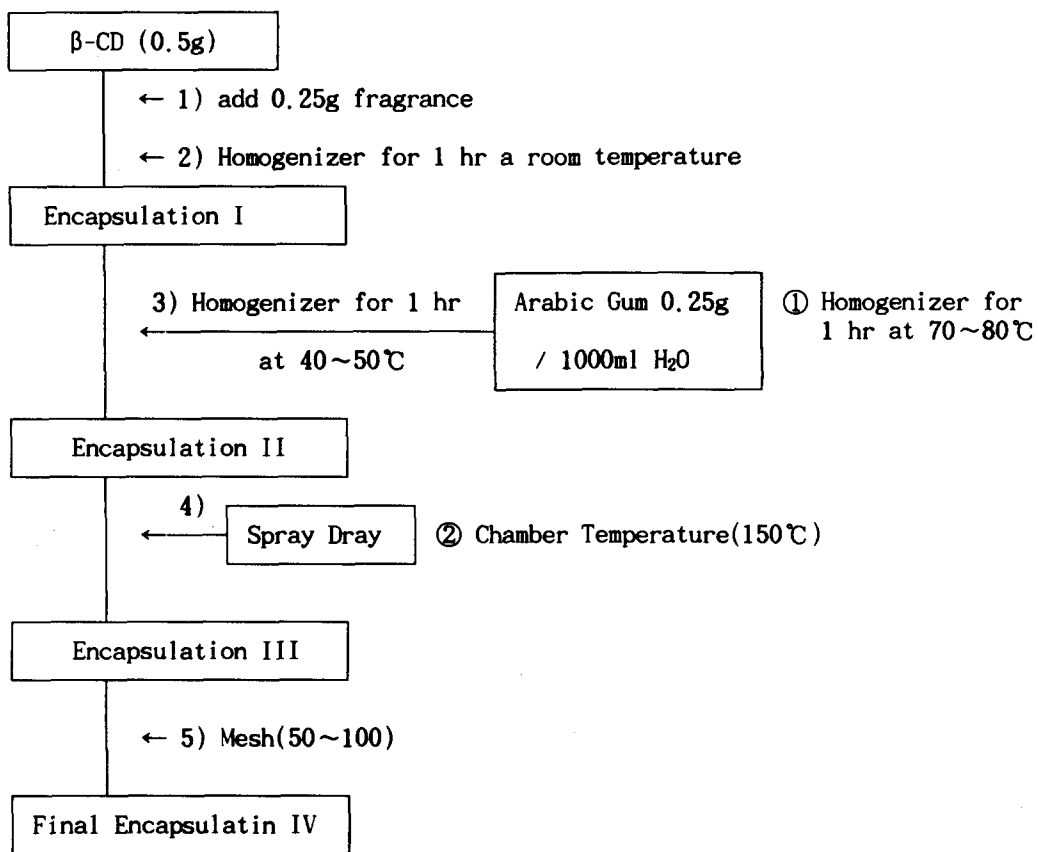 β-CD (0.5g)
← 1) add 0.25g fragrance
← 2) Homogenizer for 1 hr a room temperature
Encapsulation I
3) Homogenizer for 1 hr
at 40~50℃
Arabic Gum 0.25g
/ 1000ml H₂O
① Homogenizer for
1 hr at 70~80℃
Encapsulation II
4)
Spray Dray
② Chamber Temperature(150℃)
Encapsulation III
← 5) Mesh(50~100)
Final Encapsulatin IV